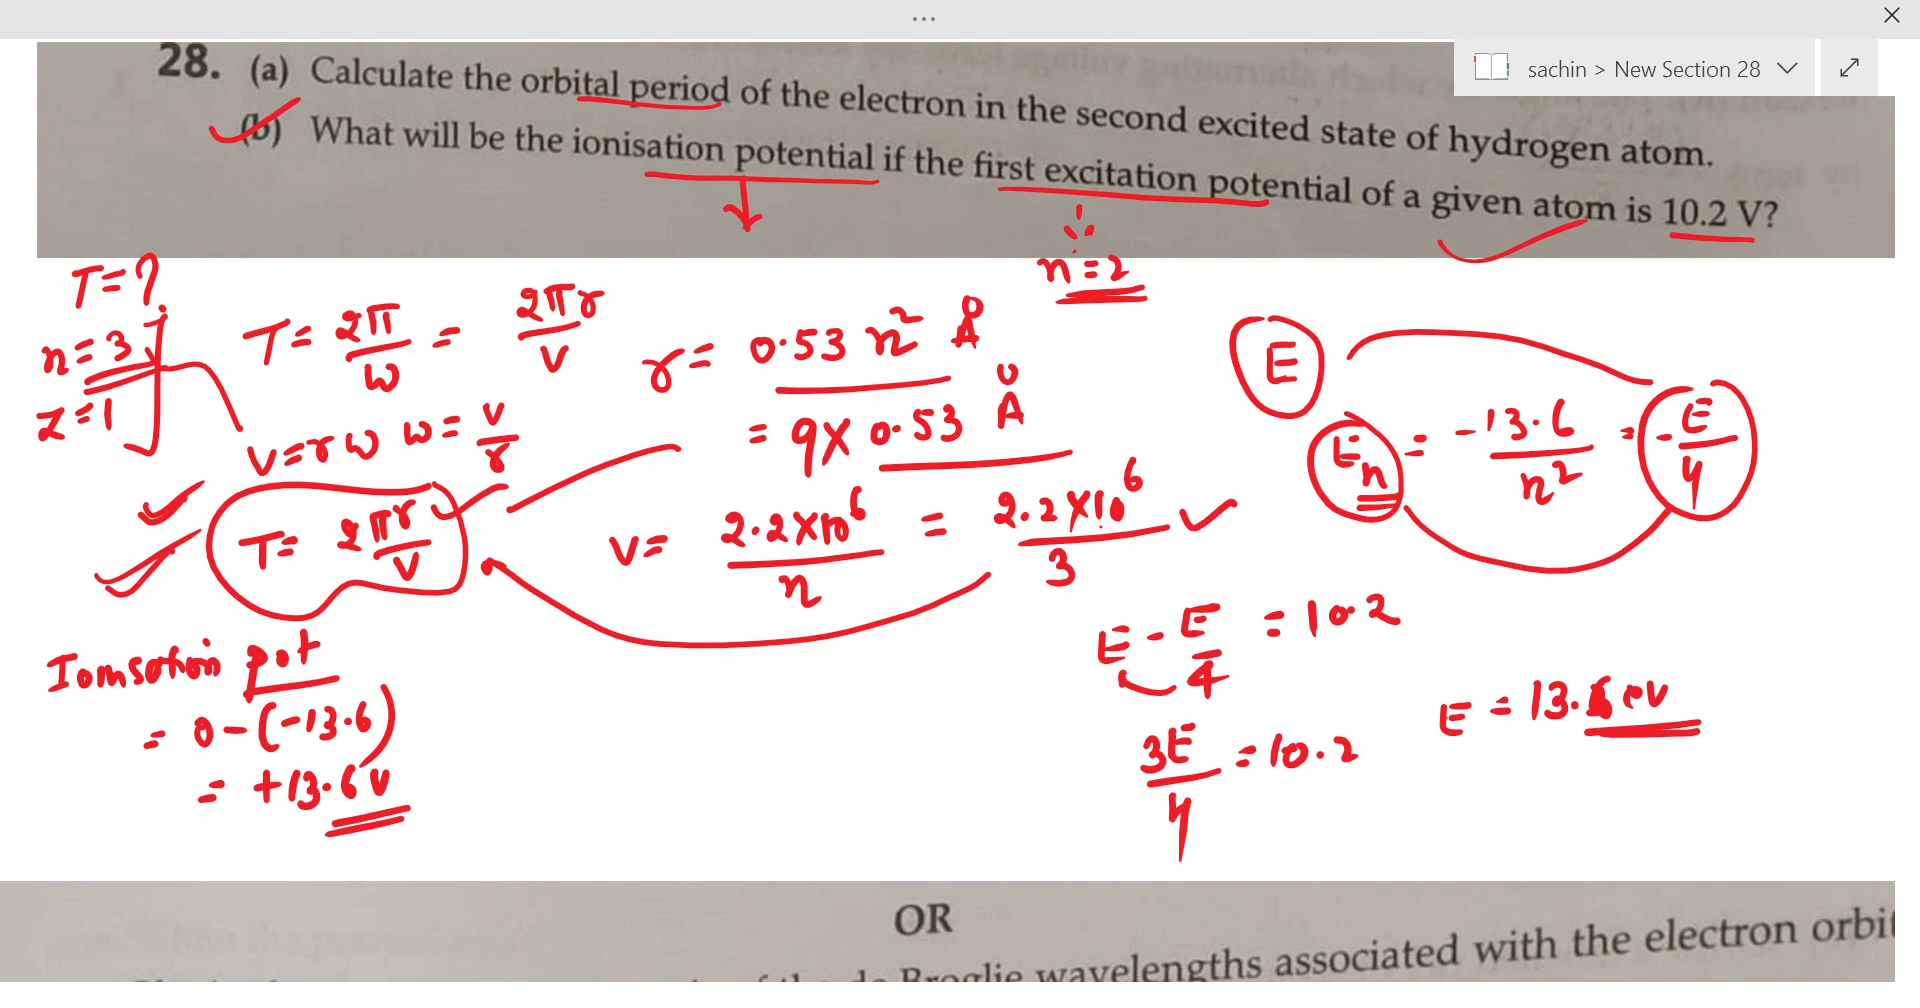 sachin > New Section 28
28. (a) Calculate the orbital period of the electron in the second excited state of hydrogen atom.
(b) What will be the ionisation potential if the first excitation potential of a given atom is 10.2 V?
n=2
T=?
n=3
Z=1
T= 2π/ω = 2πr/v
v=rω ω= v/r
T= 2πr/v
r= 0.53 n² Å
= 9× 0.53 Å
v= 2.2×10⁶/n = 2.2×10⁶/3
E
Eₙ = -13.6/n² = -E/4
E - E/4 = 10.2
3E/4 = 10.2
E = 13.6 eV
Ionisation pot
= 0-(-13.6)
= +13.6 V
OR
Broglie wavelengths associated with the electron orbit